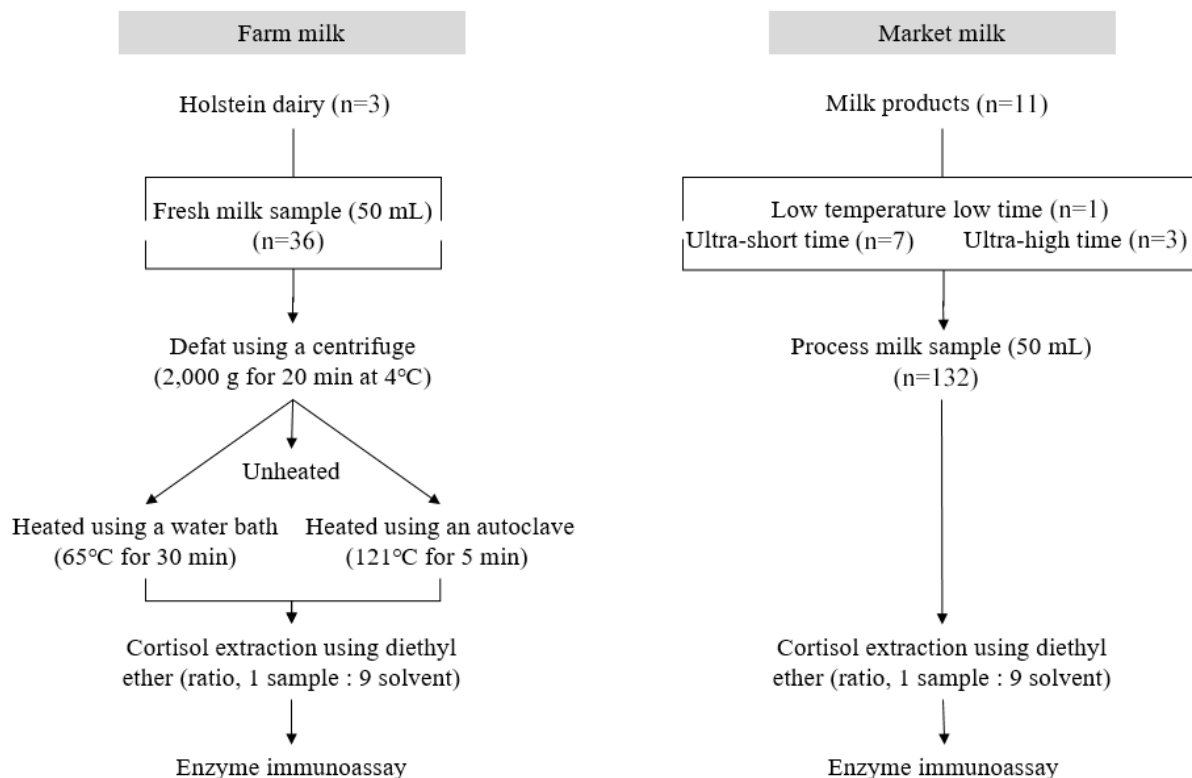 Farm milk
Holstein dairy (n=3)
Fresh milk sample (50 mL)
(n=36)
Defat using a centrifuge
(2,000 g for 20 min at 4℃)
Unheated
Heated using a water bath
(65℃ for 30 min)
Heated using an autoclave
(121℃ for 5 min)
Cortisol extraction using diethyl
ether (ratio, 1 sample : 9 solvent)
Enzyme immunoassay
Market milk
Milk products (n=11)
Low temperature low time (n=1)
Ultra-short time (n=7)
Ultra-high time (n=3)
Process milk sample (50 mL)
(n=132)
Cortisol extraction using diethyl
ether (ratio, 1 sample : 9 solvent)
Enzyme immunoassay